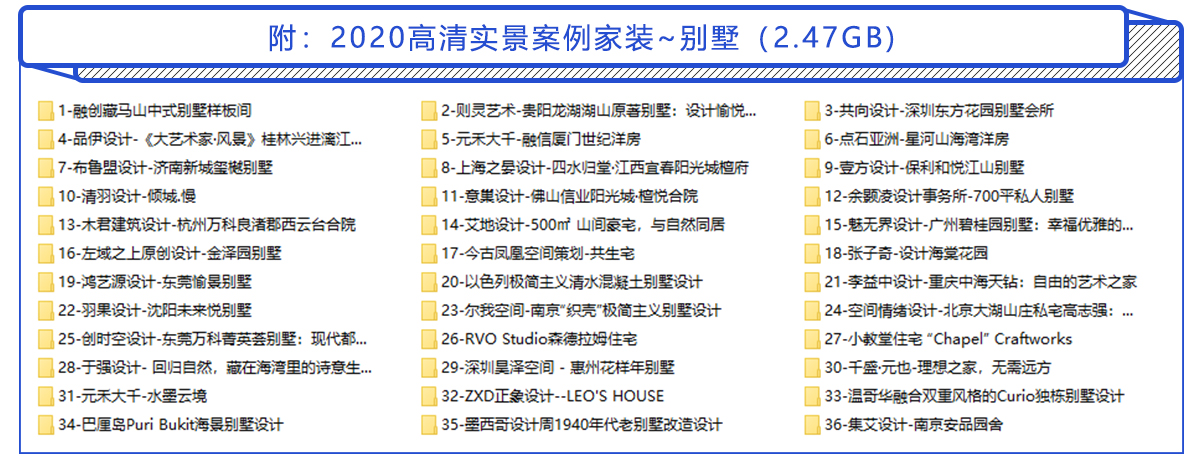 附：2020高清实景案例家装~别墅（2.47GB）
1-融创藏马山中式别墅样板间
2-则灵艺术-贵阳龙湖湖山原著别墅：设计愉悦...
3-共向设计-深圳东方花园别墅会所
4-品伊设计-《大艺术家·风景》桂林兴进漓江...
5-元禾大千-融信厦门世纪洋房
6-点石亚洲-星河山海湾洋房
7-布鲁盟设计-济南新城玺樾别墅
8-上海之晏设计-四水归堂·江西宜春阳光城檀府
9-壹方设计-保利和悦江山别墅
10-清羽设计-倾城.慢
11-意巢设计-佛山信业阳光城·檀悦合院
12-余颢凌设计事务所-700平私人别墅
13-木君建筑设计-杭州万科良渚郡西云台合院
14-艾地设计-500㎡ 山间豪宅，与自然同居
15-魅无界设计-广州碧桂园别墅：幸福优雅的...
16-左域之上原创设计-金泽园别墅
17-今古凤凰空间策划-共生宅
18-张子奇-设计海棠花园
19-鸿艺源设计-东莞愉景别墅
20-以色列极简主义清水混凝土别墅设计
21-李益中设计-重庆中海天钻：自由的艺术之家
22-羽果设计-沈阳未来悦别墅
23-尔我空间-南京“织壳”极简主义别墅设计
24-空间情绪设计-北京大湖山庄私宅高志强：...
25-创时空设计-东莞万科菁英荟别墅：现代都...
26-RVO Studio森德拉姆住宅
27-小教堂住宅 “Chapel” Craftworks
28-于强设计- 回归自然，藏在海湾里的诗意生...
29-深圳昊泽空间 - 惠州花样年别墅
30-千盛·元也-理想之家，无需远方
31-元禾大千-水墨云境
32-ZXD正象设计--LEO'S HOUSE
33-温哥华融合双重风格的Curio独栋别墅设计
34-巴厘岛Puri Bukit海景别墅设计
35-墨西哥设计周1940年代老别墅改造设计
36-集艾设计-南京安品园舍